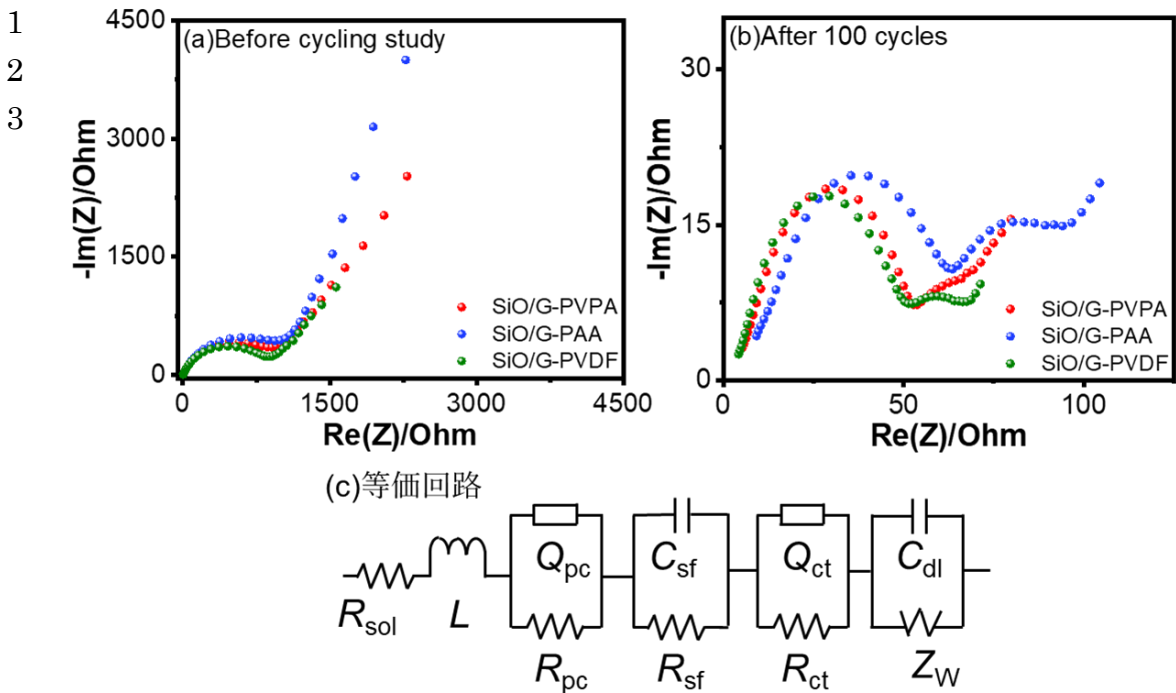 1
2
3
(a)Before cycling study
4500
3000
1500
0
0
1500
3000
4500
-Im(Z)/Ohm
Re(Z)/Ohm
SiO/G-PVPA
SiO/G-PAA
SiO/G-PVDF
(b)After 100 cycles
30
15
0
0
50
100
-Im(Z)/Ohm
Re(Z)/Ohm
SiO/G-PVPA
SiO/G-PAA
SiO/G-PVDF
(c)等価回路
Qpc Csf Qct Cdl
Rsol L Rpc Rsf Rct ZW